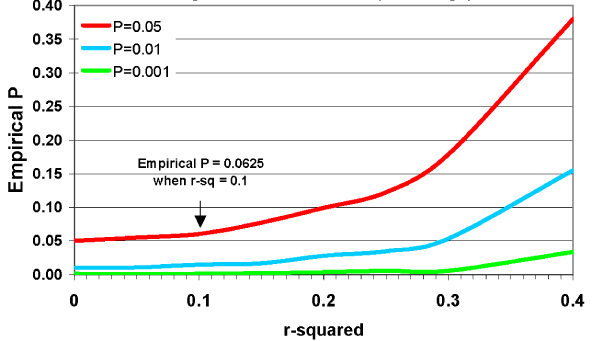 0.40
P=0.05
0.35
P=0.01
0.30
P=0.001
0.25
0.20
Empirical P
Empirical P = 0.0625
when r-sq = 0.1
0.15
0.10
0.05
0.00
0 0.1 0.2 0.3 0.4
r-squared